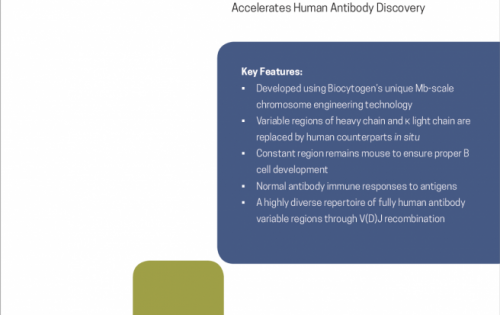 Accelerates Human Antibody Discovery
Key Features:
• Developed using Biocytogen's unique Mb-scale
chromosome engineering technology
• Variable regions of heavy chain and κ light chain are
replaced by human counterparts in situ
• Constant region remains mouse to ensure proper B
cell development
• Normal antibody immune responses to antigens
• A highly diverse repertoire of fully human antibody
variable regions through V(D)J recombination